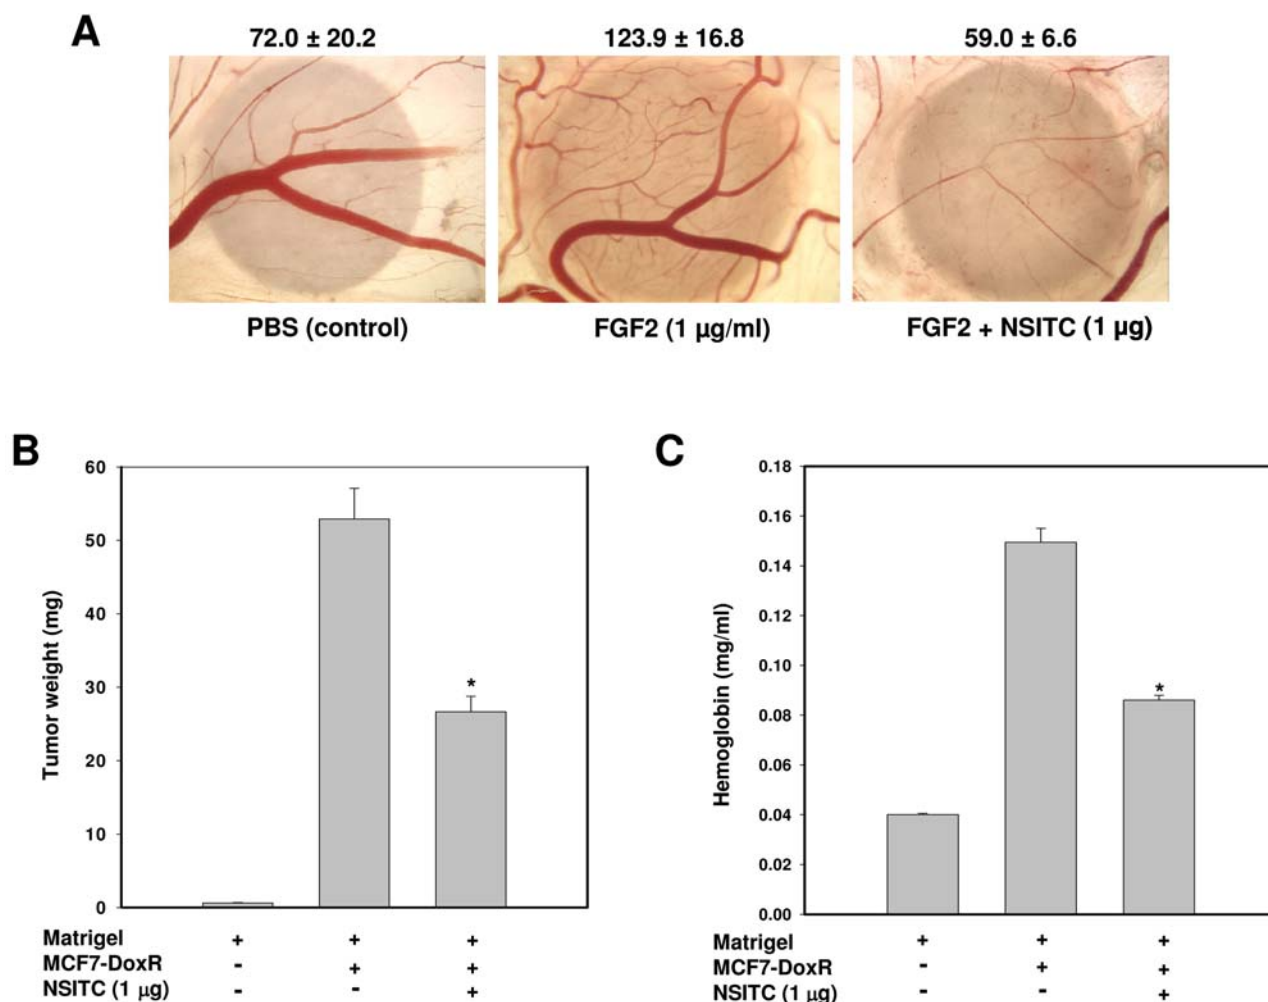 A
72.0 ± 20.2
123.9 ± 16.8
59.0 ± 6.6
PBS (control)
FGF2 (1 µg/ml)
FGF2 + NSITC (1 µg)
B
Tumor weight (mg)
60
50
40
30
20
10
0
*
Matrigel + + +
MCF7-DoxR - + +
NSITC (1 µg) - - +
C
Hemoglobin (mg/ml)
0.18
0.16
0.14
0.12
0.10
0.08
0.06
0.04
0.02
0.00
*
Matrigel + + +
MCF7-DoxR - + +
NSITC (1 µg) - - +